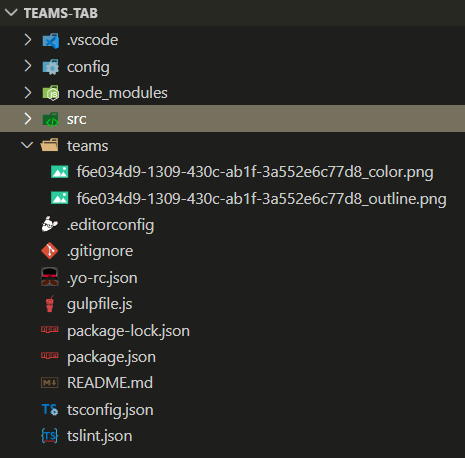 TEAMS-TAB
.vscode
config
node_modules
src
teams
f6e034d9-1309-430c-ab1f-3a552e6c77d8_color.png
f6e034d9-1309-430c-ab1f-3a552e6c77d8_outline.png
.editorconfig
.gitignore
.yo-rc.json
gulpfile.js
package-lock.json
package.json
README.md
tsconfig.json
tslint.json